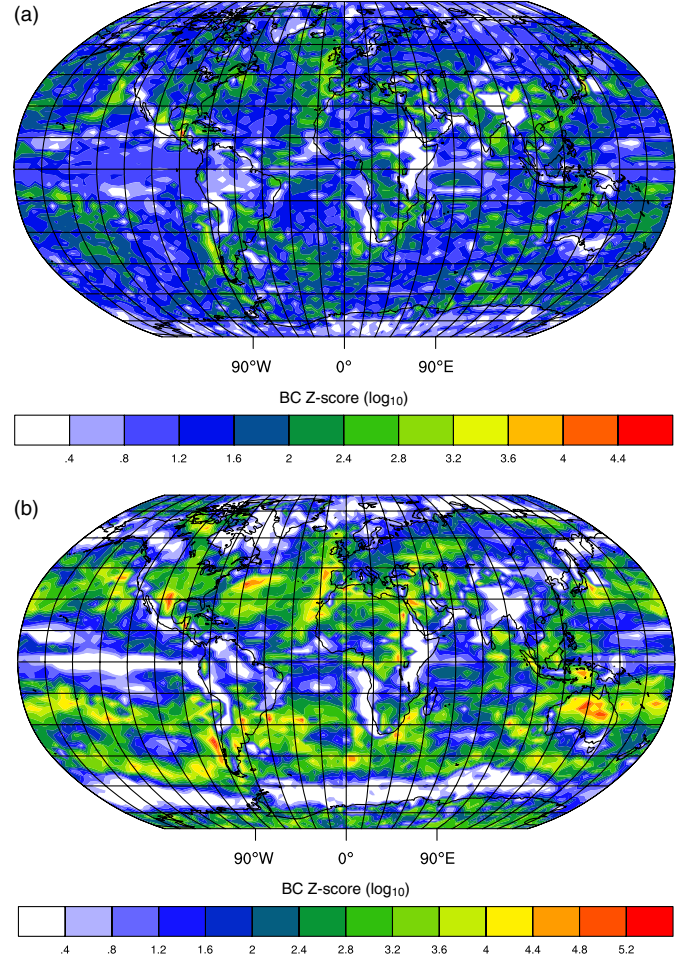 (a)
90°W 0° 90°E
BC Z-score (log₁₀)
.4 .8 1.2 1.6 2 2.4 2.8 3.2 3.6 4 4.4
(b)
90°W 0° 90°E
BC Z-score (log₁₀)
.4 .8 1.2 1.6 2 2.4 2.8 3.2 3.6 4 4.4 4.8 5.2